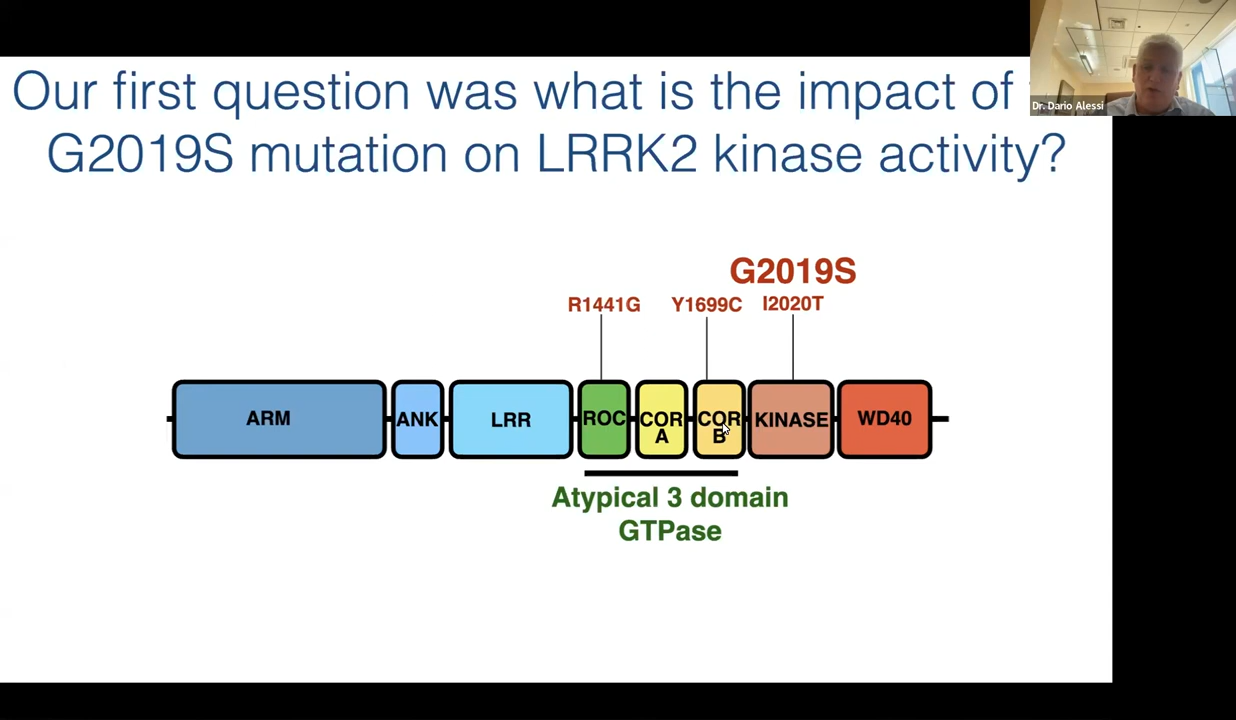 Our first question was what is the impact of
G2019S mutation on LRRK2 kinase activity?
Dr. Dario Alessi
G2019S
R1441G Y1699C I2020T
ARM ANK LRR ROC COR A COR B KINASE WD40
Atypical 3 domain
GTPase